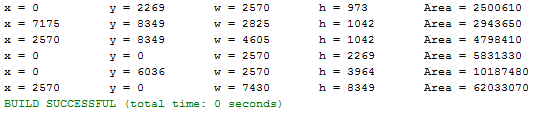 x = 0 y = 2269 w = 2570 h = 973 Area = 2500610
x = 7175 y = 8349 w = 2825 h = 1042 Area = 2943650
x = 2570 y = 8349 w = 4605 h = 1042 Area = 4798410
x = 0 y = 0 w = 2570 h = 2269 Area = 5831330
x = 0 y = 6036 w = 2570 h = 3964 Area = 10187480
x = 2570 y = 0 w = 7430 h = 8349 Area = 62033070
BUILD SUCCESSFUL (total time: 0 seconds)